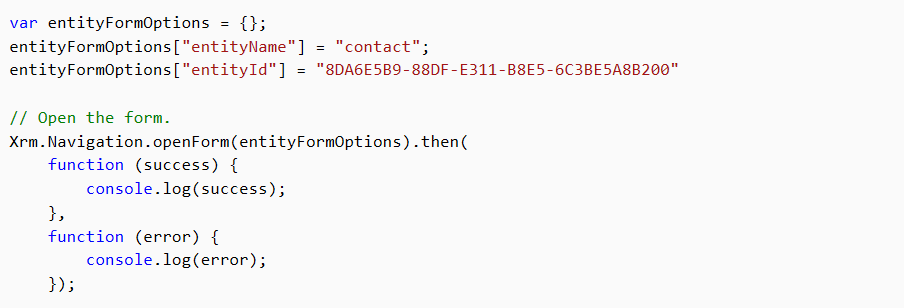 var entityFormOptions = {};
entityFormOptions["entityName"] = "contact";
entityFormOptions["entityId"] = "8DA6E5B9-88DF-E311-B8E5-6C3BE5A8B200"

// Open the form.
Xrm.Navigation.openForm(entityFormOptions).then(
    function (success) {
        console.log(success);
    },
    function (error) {
        console.log(error);
    });